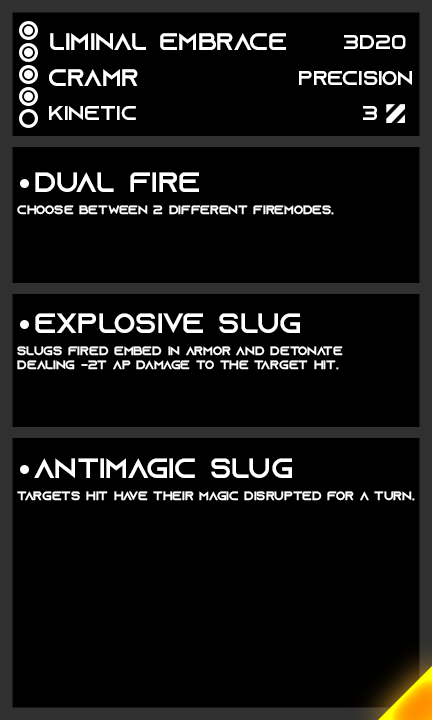 LIMINAL EMBRACE 3D20
CRAMR PRECISION
KINETIC 3
•DUAL FIRE
CHOOSE BETWEEN 2 DIFFERENT FIREMODES.
•EXPLOSIVE SLUG
SLUGS FIRED EMBED IN ARMOR AND DETONATE
DEALING -2T AP DAMAGE TO THE TARGET HIT.
•ANTIMAGIC SLUG
TARGETS HIT HAVE THEIR MAGIC DISRUPTED FOR A TURN.